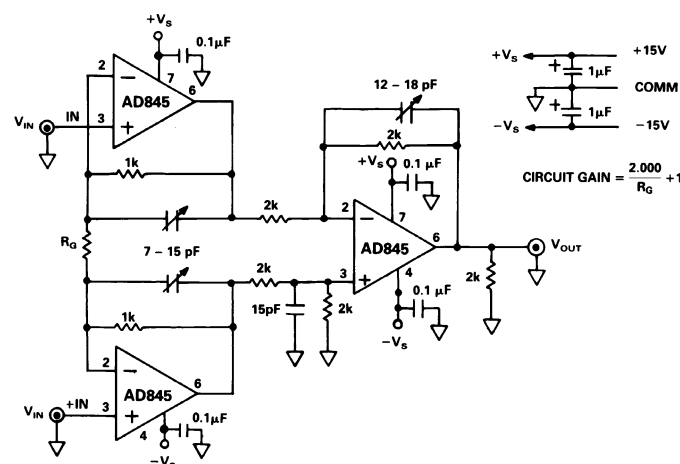 +VS
0.1µF
7
2
6
AD845
VIN
IN
3
1k
RG
7 – 15 pF
2k
2k
15pF
2k
1k
2
6
AD845
VIN
+IN
3
4
0.1µF
–VS
12 – 18 pF
2k
+VS
0.1 µF
2
7
AD845
6
3
4
0.1 µF
–VS
2k
VOUT
+VS
+15V
1µF
COMM
1µF
–VS
–15V
CIRCUIT GAIN = 2.000 / RG + 1